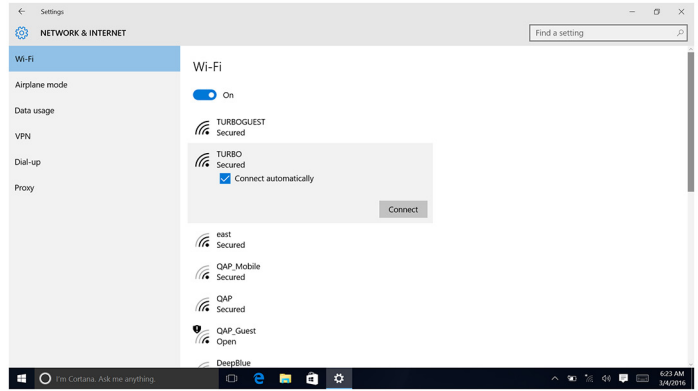 Settings
NETWORK & INTERNET
Find a setting
Wi-Fi
Airplane mode
Data usage
VPN
Dial-up
Proxy
Wi-Fi
On
TURBOGUEST
Secured
TURBO
Secured
Connect automatically
Connect
east
Secured
QAP_Mobile
Secured
QAP
Secured
QAP_Guest
Open
DeepBlue
I'm Cortana. Ask me anything.
6:23 AM
3/4/2016